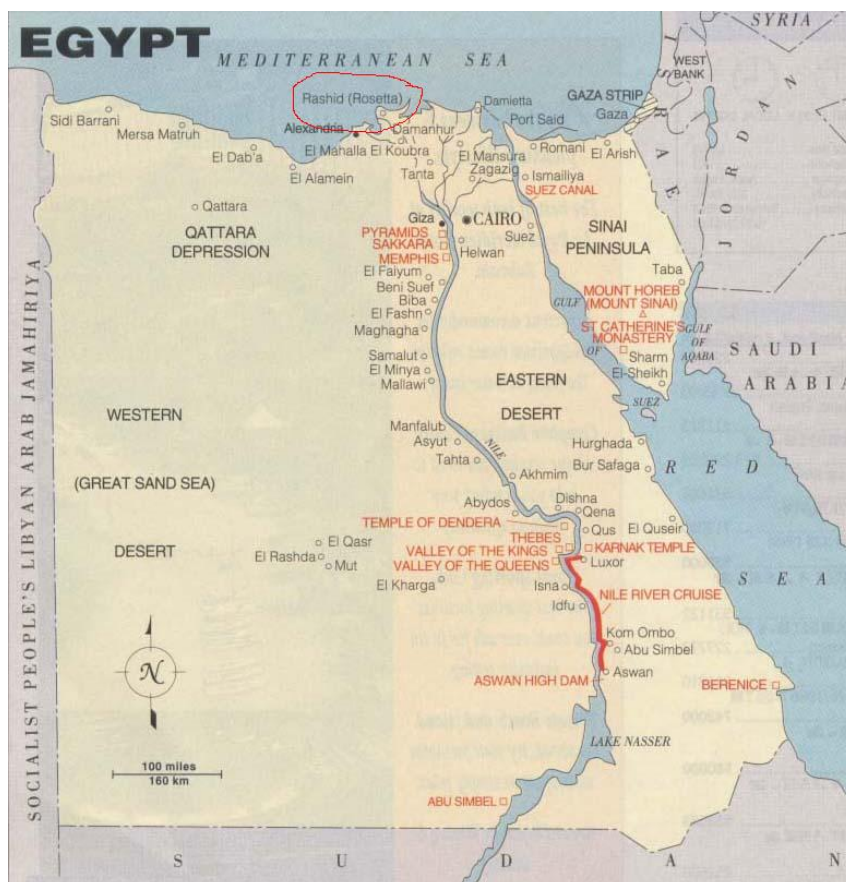 EGYPT
MEDITERRANEAN SEA
SYRIA
WEST
BANK
ISRAEL
JORDAN
Rashid (Rosetta)
Damietta
GAZA STRIP
Gaza
Sidi Barrani
Mersa Matruh
Alexandria
Damanhur
Port Said
El Dab'a
El Mahalla El Koubra
El Mansura
Romani
El Arish
El Alamein
Tanta
Zagazig
Ismailiya
SUEZ CANAL
Qattara
QATTARA
DEPRESSION
Giza
CAIRO
Suez
SINAI
PENINSULA
PYRAMIDS
SAKKARA
MEMPHIS
Helwan
Taba
El Faiyum
Beni Suef
Biba
El Fashn
Maghagha
MOUNT HOREB
(MOUNT SINAI)
ST CATHERINE'S
MONASTERY
GULF
OF
SUEZ
GULF
OF
AQABA
Sharm
El-Sheikh
SAUDI
ARABIA
Samalut
El Minya
Mallawi
EASTERN
DESERT
WESTERN
(GREAT SAND SEA)
DESERT
SOCIALIST PEOPLE'S LIBYAN ARAB JAMAHIRIYA
Manfalub
Asyut
NILE
Tahta
Akhmim
Hurghada
Bur Safaga
RED
SEA
Abydos
Dishna
Qena
TEMPLE OF DENDERA
Qus
El Quseir
THEBES
VALLEY OF THE KINGS
VALLEY OF THE QUEENS
KARNAK TEMPLE
Luxor
El Qasr
El Rashda
Mut
El Kharga
Isna
Idfu
NILE RIVER CRUISE
Kom Ombo
Abu Simbel
Aswan
ASWAN HIGH DAM
BERENICE
N
LAKE NASSER
100 miles
160 km
ABU SIMBEL
SUDAN